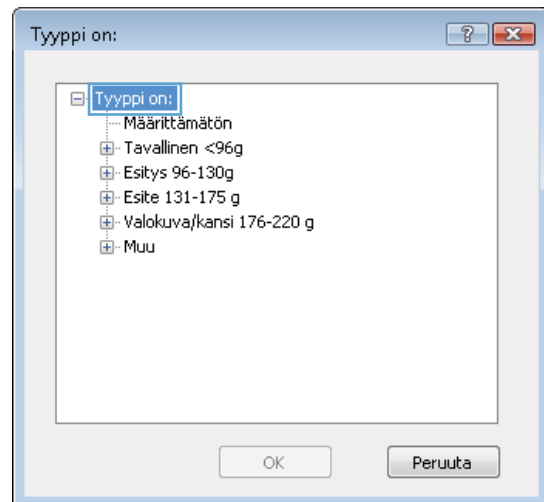 Tyyppi on:
Tyyppi on:
Määrittämätön
Tavallinen <96g
Esitys 96-130g
Esite 131-175 g
Valokuva/kansi 176-220 g
Muu
OK
Peruuta